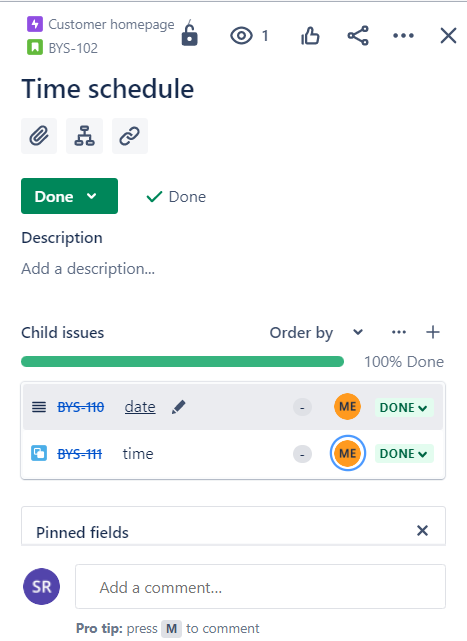 Customer homepage
BYS-102
1
Time schedule
Done
Done
Description
Add a description...
Child issues
Order by
100% Done
BYS-110 date - ME DONE
BYS-111 time - ME DONE
Pinned fields
SR
Add a comment...
Pro tip: press M to comment